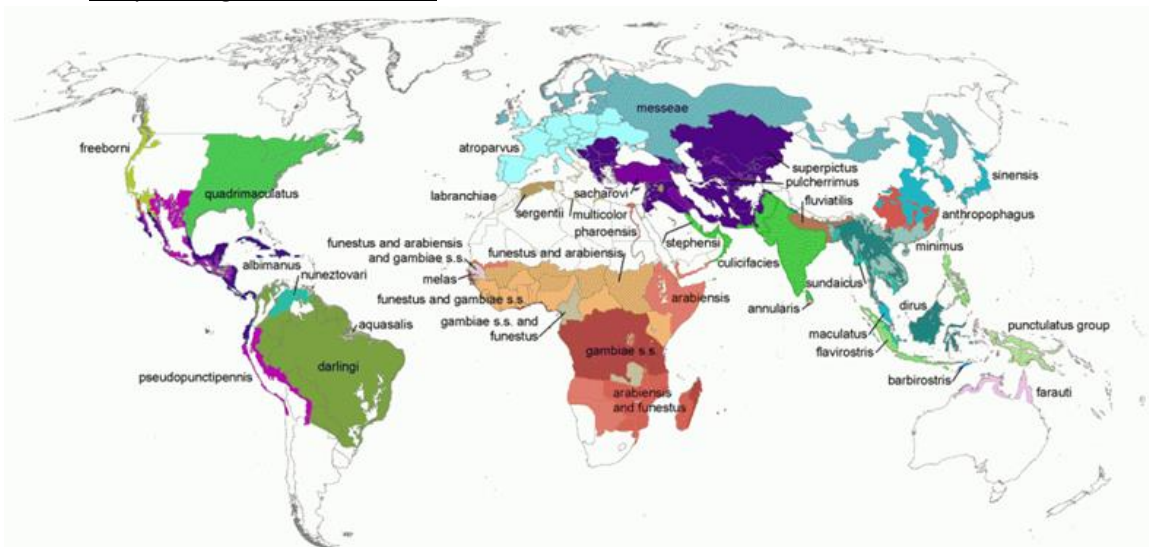 messeae
freeborni
atroparvus
superpictus
quadrimaculatus
labranchiae
sacharovi
pulcherrimus
sinensis
sergentii
multicolor
fluviatilis
anthropophagus
pharoensis
funestus and arabiensis
and gambiae s.s.
funestus and arabiensis
stephensi
minimus
albimanus
nuneztovari
melas
culicifacies
sundaicus
funestus and gambiae s.s.
arabiensis
annularis
dirus
aquasalis
gambiae s.s. and
funestus
maculatus
punctulatus group
darlingi
gambiae s.s.
flavirostris
pseudopunctipennis
barbirostris
arabiensis
and funestus
farauti